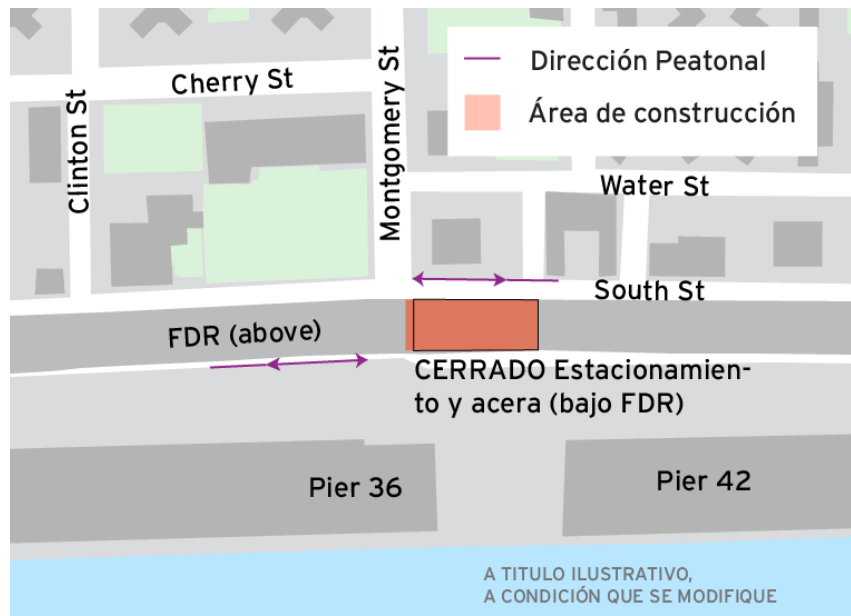 Cherry St
Clinton St
Montgomery St
Dirección Peatonal
Área de construcción
Water St
South St
FDR (above)
CERRADO Estacionamien-
to y acera (bajo FDR)
Pier 36
Pier 42
A TITULO ILUSTRATIVO,
A CONDICIÓN QUE SE MODIFIQUE